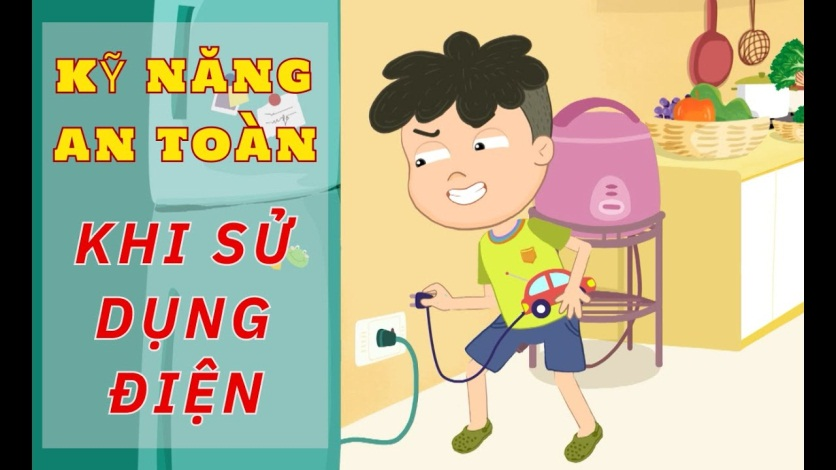 KỸ NĂNG
AN TOÀN
KHI SỬ
DỤNG
ĐIỆN